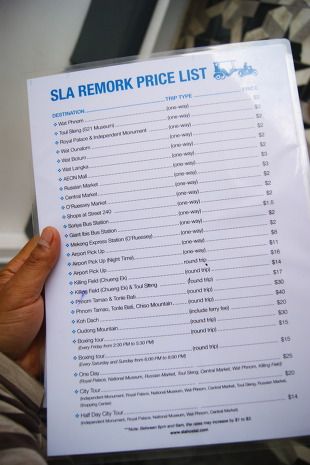 SLA REMORK PRICE LIST
DESTINATION TRIP TYPE PRICE
Wat Phnom (one-way) $2
Toul Sleng (S21 Museum) (one-way) $2
Royal Palace & Independent Monument (one-way) $2
Wat Ounalom (one-way) $2
Wat Botum (one-way) $2
Wat Langka (one-way) $2
AEON Mall (one-way) $2
Russian Market (one-way) $2
Central Market (one-way) $2
O'Ruessey Market (one-way) $2
Shops at Street 240 (one-way) $2
Soriya Bus Station (one-way) $1.5
Giant Ibis Bus Station (one-way) $2
Mekong Express Station (O'Ruessey) (one-way) $2
Airport Pick Up (one-way) $8
Airport Pick Up (Night Time) (one-way) $11
Airport Pick Up round trip $16
Killing Field (Chueng Ek) (round trip) $14
Killing Field (Chueng Ek) & Toul Sleng (round trip) $17
Phnom Tamao & Tonle Bati (round trip) $30
Phnom Tamao, Tonle Bati, Chiso Mountain (round trip) $40
Koh Dach (include ferry fee) $20
Oudong Mountain (round trip) $30
Boxing tour (round trip) $15
(Every Friday from 2:00 PM to 5:30 PM)
Boxing tour (round trip) $15
(Every Saturday and Sunday from 6:00 PM to 8:00 PM)
One Day $25
(Royal Palace, National Museum, Russian Market, Toul Sleng, Central Market, Wat Phnom, Killing Field)
City Tour $20
(Independent Monument, Royal Palace, National Museum, Wat Phnom, Toul Sleng, Russian Market, Central Market,
Shopping Center)
Half Day City Tour $14
(Independent Monument, Royal Palace, National Museum, Wat Phnom, Central Market)
**Note: Between 6pm and 6am, the rates may increase by $1 to $3
www.slahostel.com